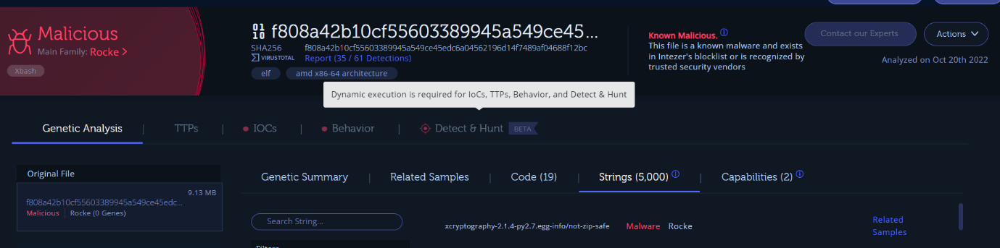 Malicious
Main Family: Rocke >
Xbash
01
10
f808a42b10cf55603389945a549ce45...
SHA256 f808a42b10cf55603389945a549ce45edc6a04562196d14f7489af04688f12bc
VIRUSTOTAL Report (35 / 61 Detections)
elf amd x86-64 architecture
Known Malicious.
This file is a known malware and exists
in Intezer's blocklist or is recognized by
trusted security vendors
Contact our Experts
Actions
Analyzed on Oct 20th 2022
Dynamic execution is required for IoCs, TTPs, Behavior, and Detect & Hunt
Genetic Analysis | TTPs | IOCs | Behavior | Detect & Hunt BETA
Original File
9.13 MB
f808a42b10cf55603389945a549ce45edc...
Malicious | Rocke (0 Genes)
Genetic Summary | Related Samples | Code (19) | Strings (5,000) | Capabilities (2)
Search String...
xcryptography-2.1.4-py2.7.egg-info/not-zip-safe Malware Rocke
Related
Samples
Filters